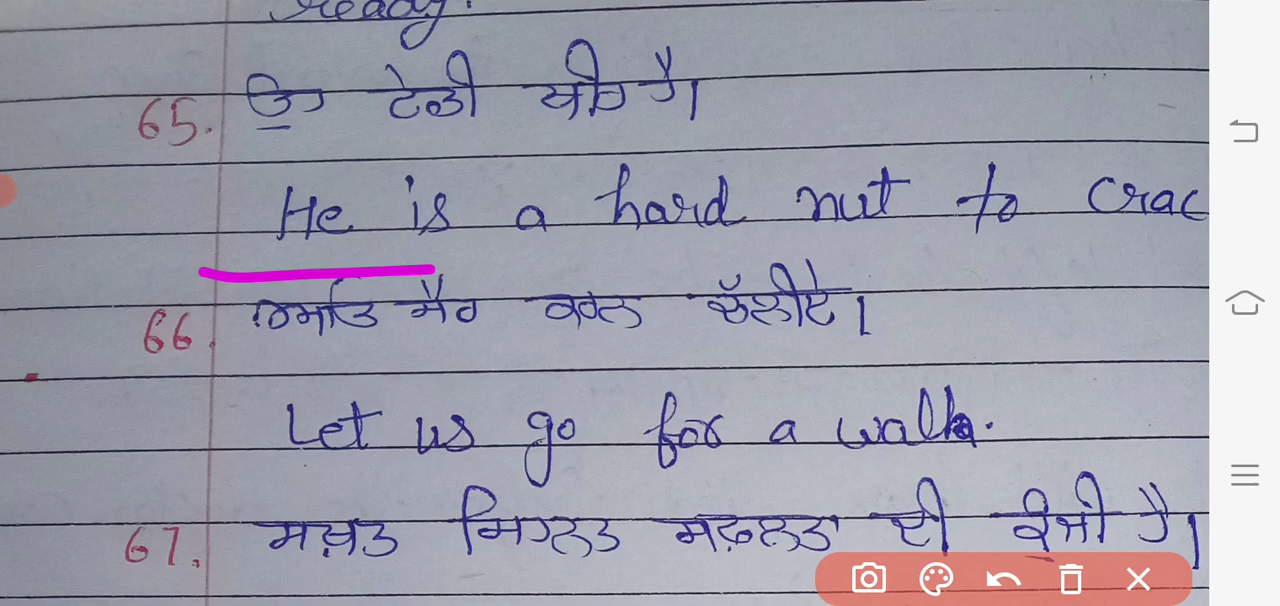 ready.
65. ਉਹ ਟੇਢੀ ਖੀਰ ਹੈ।
He is a hard nut to crac
66. ਸੈਰ ਕਰਨ ਚੱਲੀਏ।
Let us go for a walk.
67. ਸਖ਼ਤ ਮਿਹਨਤ ਸਫ਼ਲਤਾ ਦੀ ਕੁੰਜੀ ਹੈ।